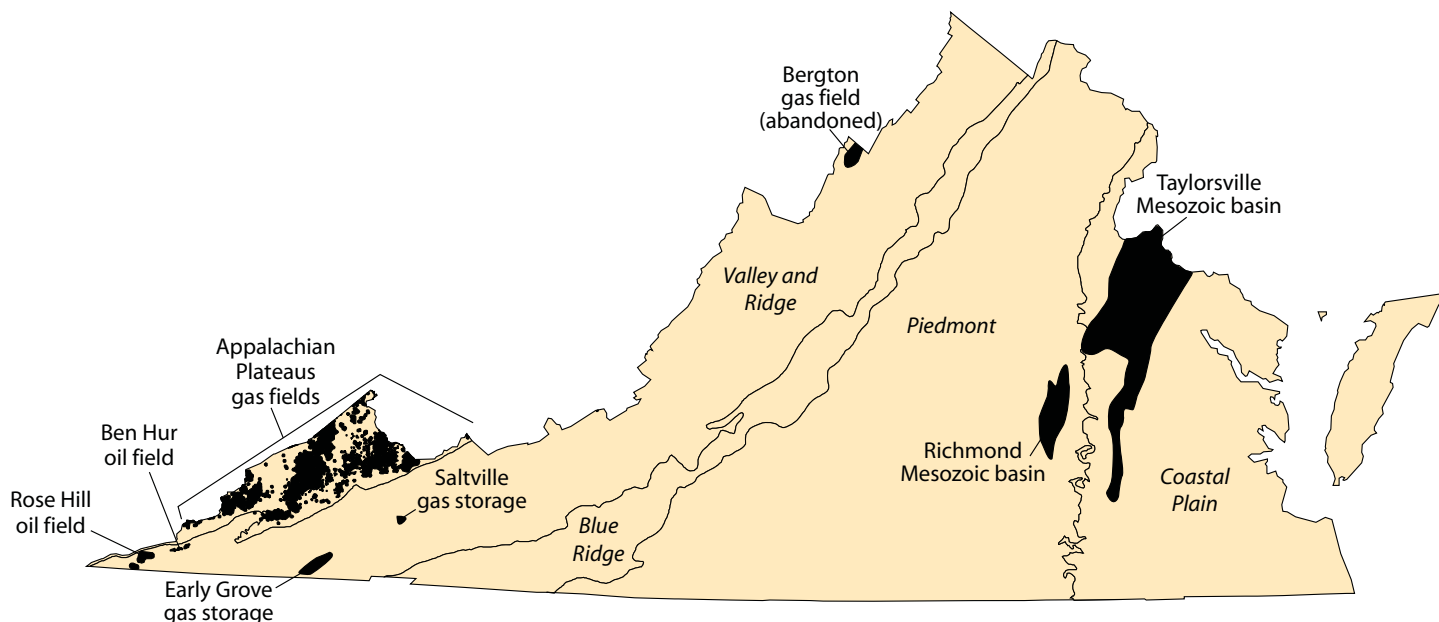 Bergton
gas field
(abandoned)
Taylorsville
Mesozoic basin
Valley and
Ridge
Piedmont
Appalachian
Plateaus
gas fields
Ben Hur
oil field
Rose Hill
oil field
Saltville
gas storage
Richmond
Mesozoic basin
Coastal
Plain
Blue
Ridge
Early Grove
gas storage